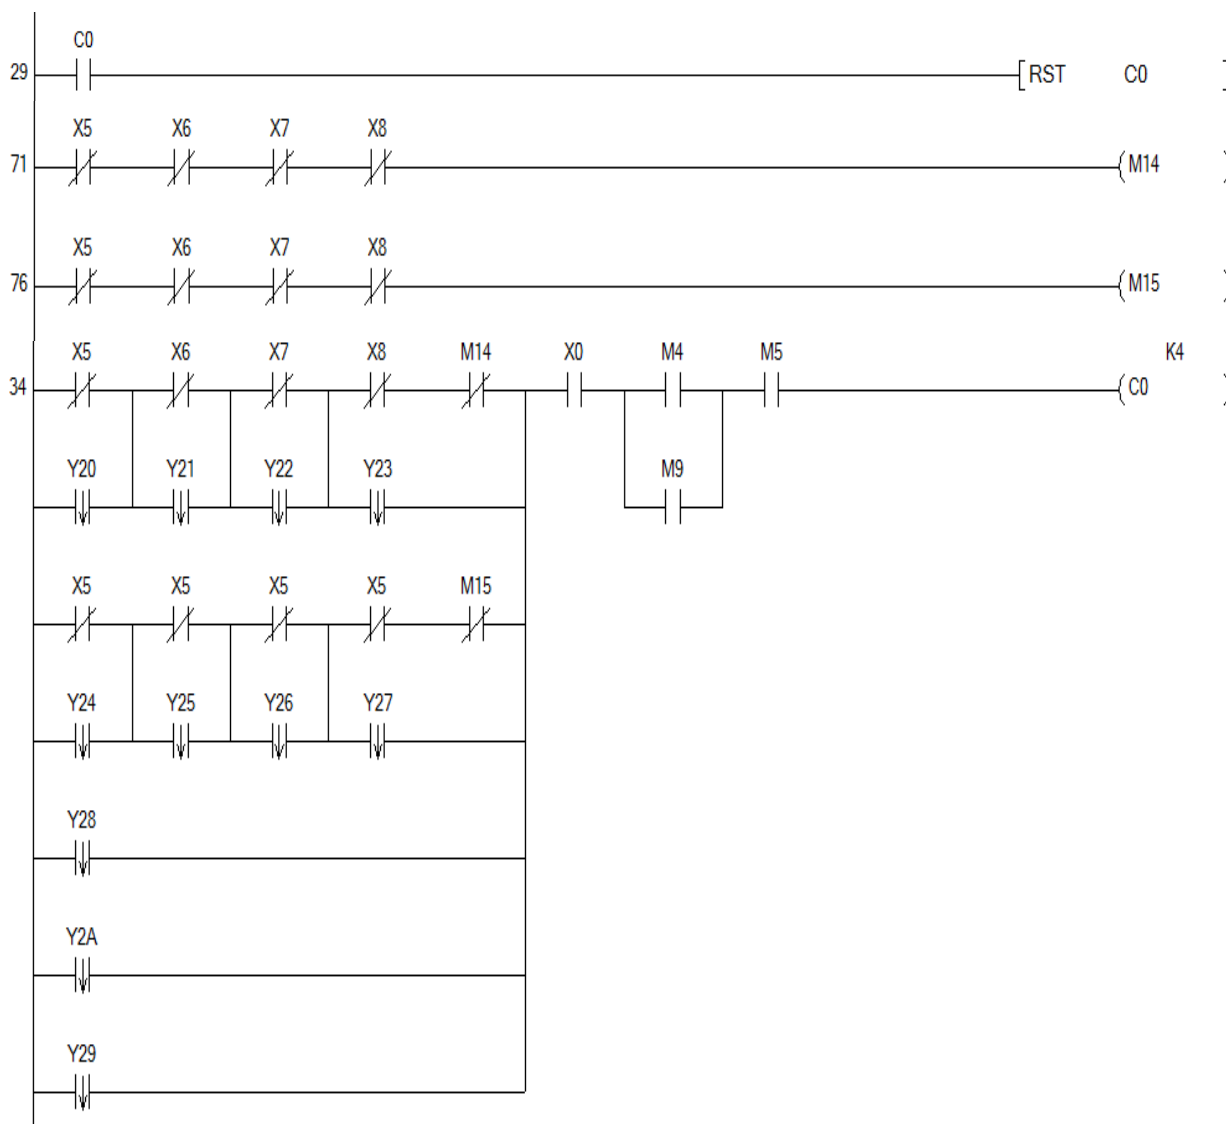 C0
29 RST C0
X5 X6 X7 X8
71 M14
X5 X6 X7 X8
76 M15
X5 X6 X7 X8 M14 X0 M4 M5 K4
34 C0
Y20 Y21 Y22 Y23 M9
X5 X5 X5 X5 M15
Y24 Y25 Y26 Y27
Y28
Y2A
Y29